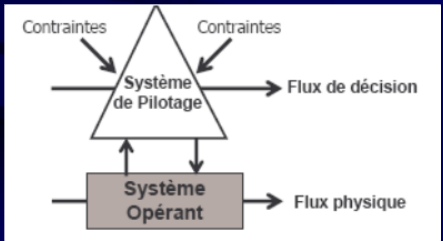 Contraintes
Contraintes
Système
de Pilotage
Flux de décision
Système
Opérant
Flux physique